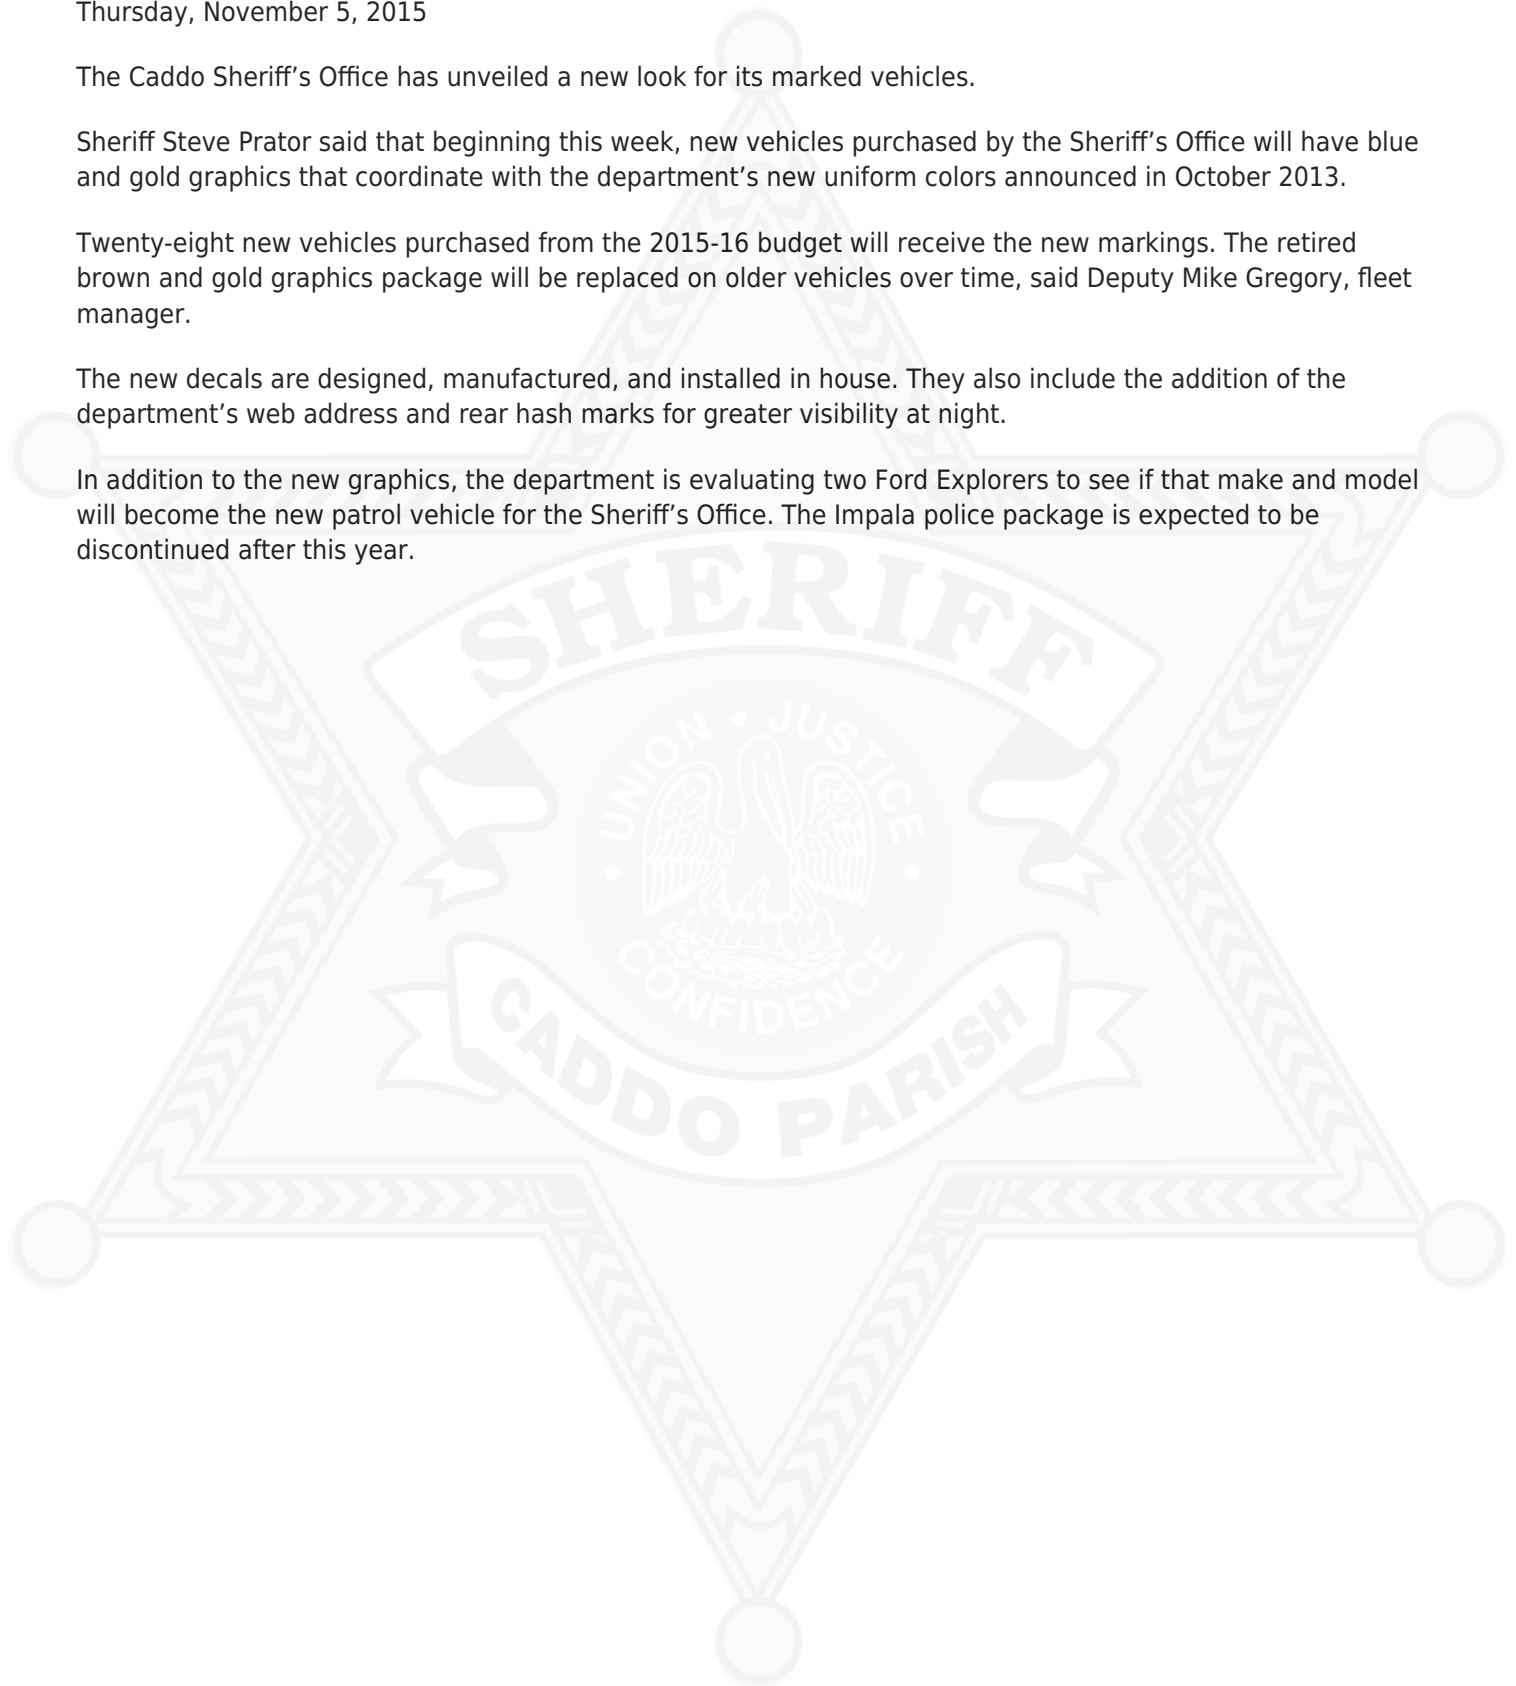 Thursday, November 5, 2015
The Caddo Sheriff’s Office has unveiled a new look for its marked vehicles.
Sheriff Steve Prator said that beginning this week, new vehicles purchased by the Sheriff’s Office will have blue
and gold graphics that coordinate with the department’s new uniform colors announced in October 2013.
Twenty-eight new vehicles purchased from the 2015-16 budget will receive the new markings. The retired
brown and gold graphics package will be replaced on older vehicles over time, said Deputy Mike Gregory, fleet
manager.
The new decals are designed, manufactured, and installed in house. They also include the addition of the
department’s web address and rear hash marks for greater visibility at night.
In addition to the new graphics, the department is evaluating two Ford Explorers to see if that make and model
will become the new patrol vehicle for the Sheriff’s Office. The Impala police package is expected to be
discontinued after this year.
SHERIFF
UNION • JUSTICE
• CONFIDENCE •
CADDO PARISH